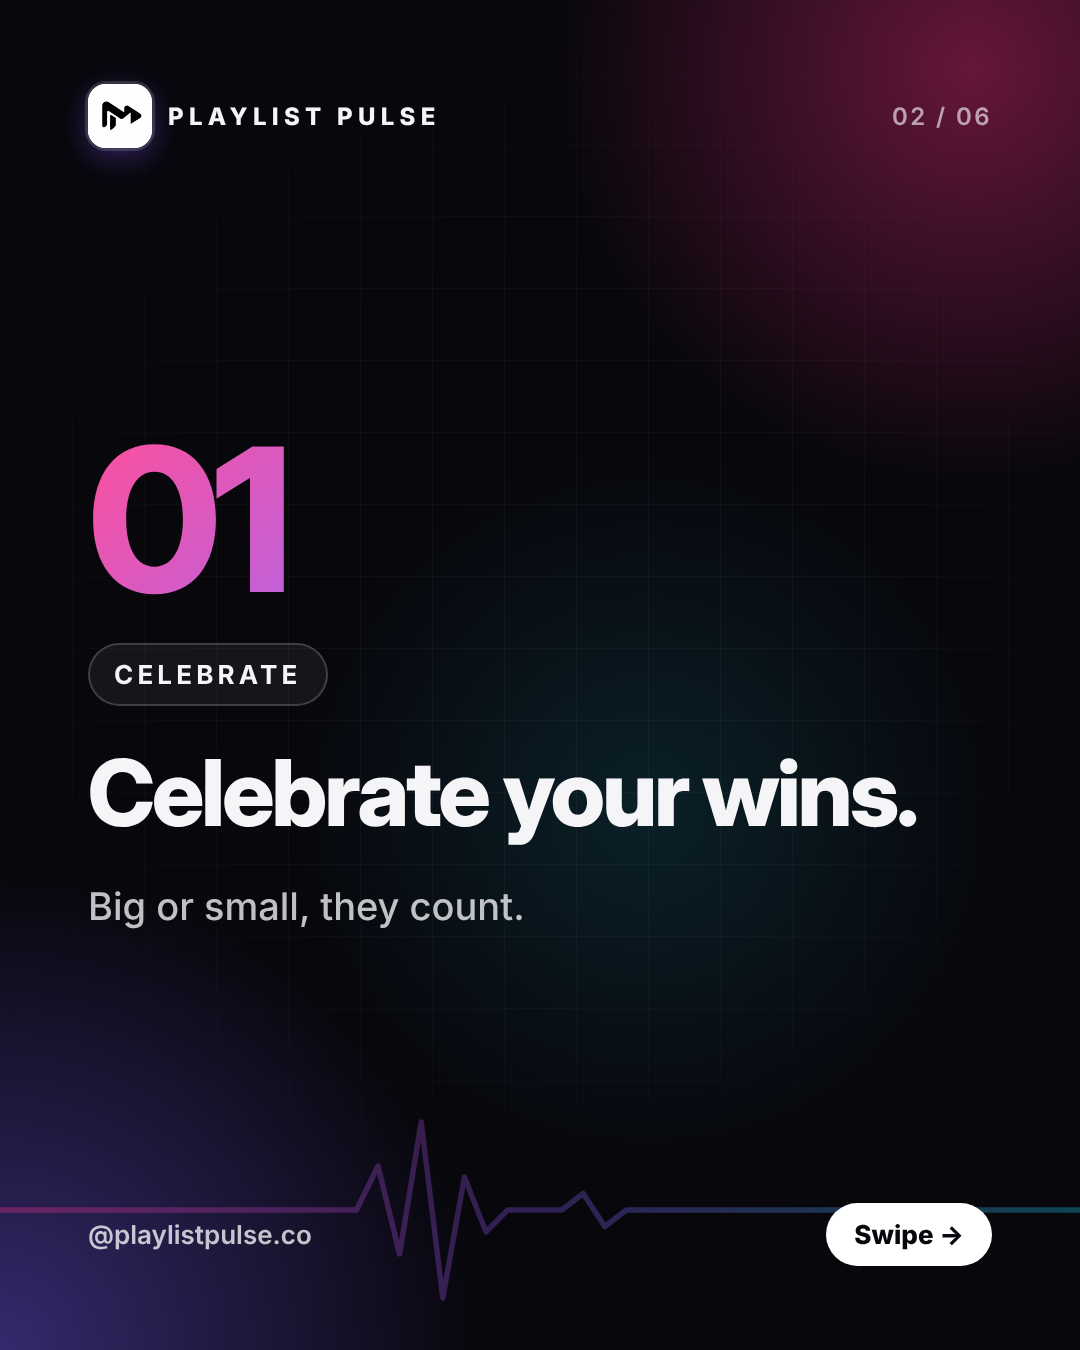 PLAYLIST PULSE
02 / 06
01
CELEBRATE
Celebrate your wins.
Big or small, they count.
@playlistpulse.co
Swipe →